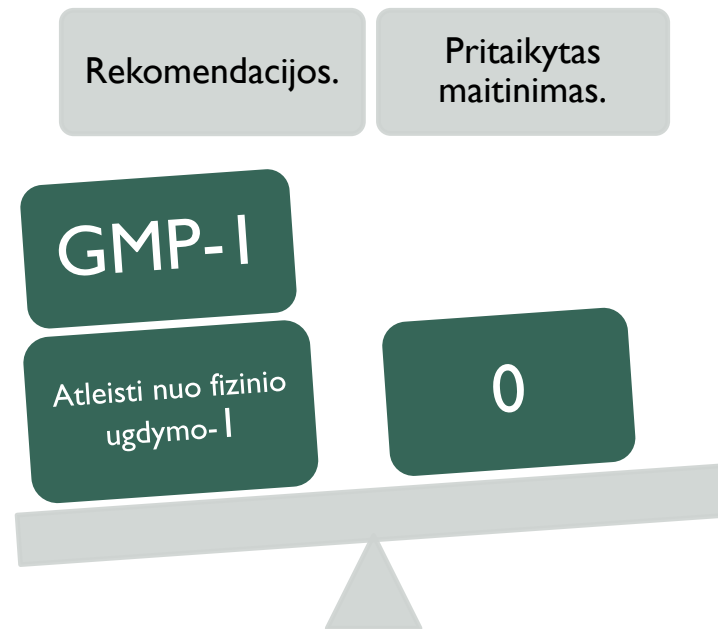 Rekomendacijos.
Pritaikytas
maitinimas.
GMP-1
Atleisti nuo fizinio
ugdymo-1
0